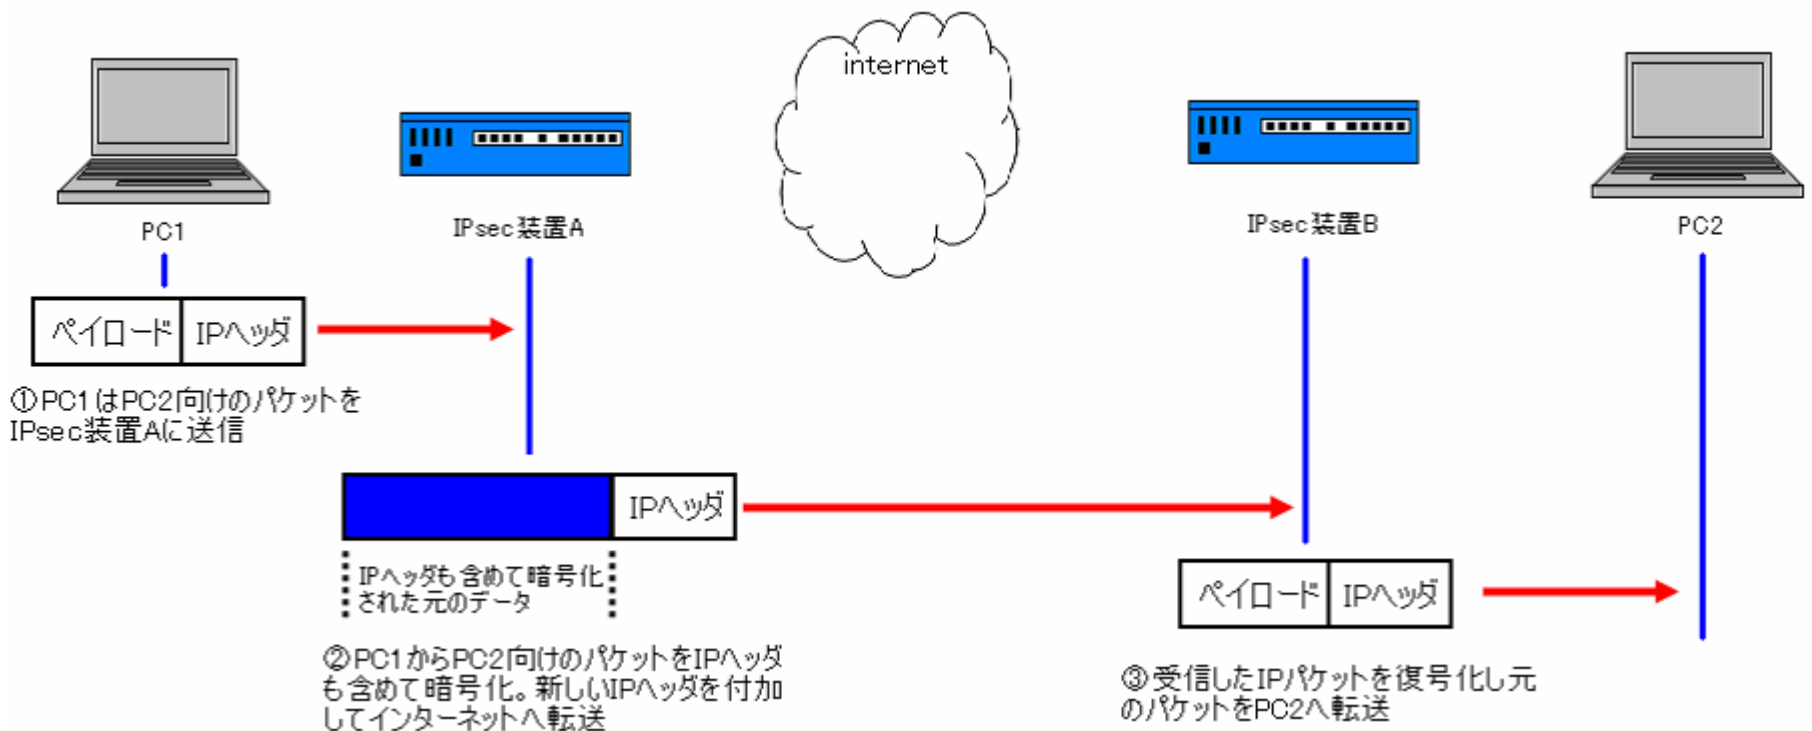 internet
PC1
IPsec装置A
IPsec装置B
PC2
ペイロード
IPヘッダ
①PC1はPC2向けのパケットを
IPsec装置Aに送信
IPヘッダ
IPヘッダも含めて暗号化
された元のデータ
②PC1からPC2向けのパケットをIPヘッダ
も含めて暗号化。新しいIPヘッダを付加
してインターネットへ転送
ペイロード
IPヘッダ
③受信したIPパケットを復号化し元
のパケットをPC2へ転送